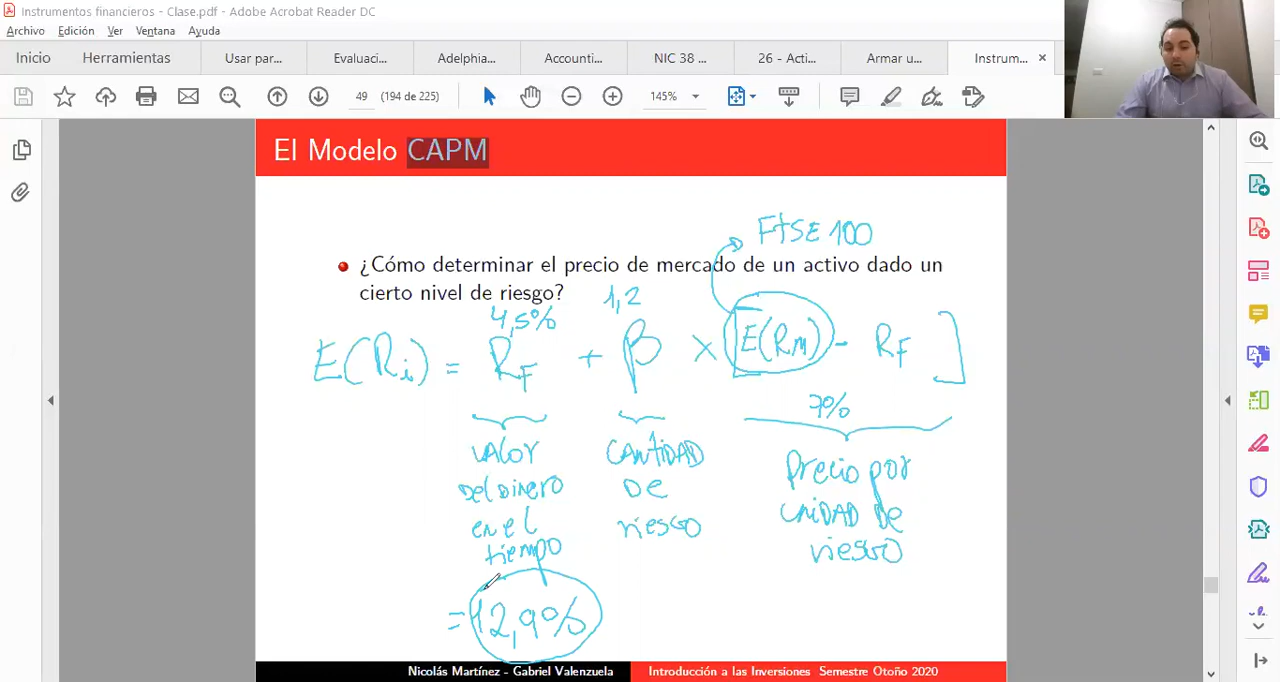 Instrumentos financieros - Clase.pdf - Adobe Acrobat Reader DC
Archivo Edición Ver Ventana Ayuda
Inicio Herramientas Usar par... Evaluaci... Adelphia... Accounti... NIC 38 ... 26 - Acti... Armar u... Instrum... ×
49 (194 de 225) 145%
El Modelo CAPM
FTSE 100
¿Cómo determinar el precio de mercado de un activo dado un
cierto nivel de riesgo?
4,5% 1,2
E(Ri) = RF + β × [E(RM) - RF]
7%
VALOR DEL DINERO en el tiempo
CANTIDAD DE riesgo
Precio por UNIDAD DE riesgo
= 12,9%
Nicolás Martínez - Gabriel Valenzuela Introducción a las Inversiones Semestre Otoño 2020